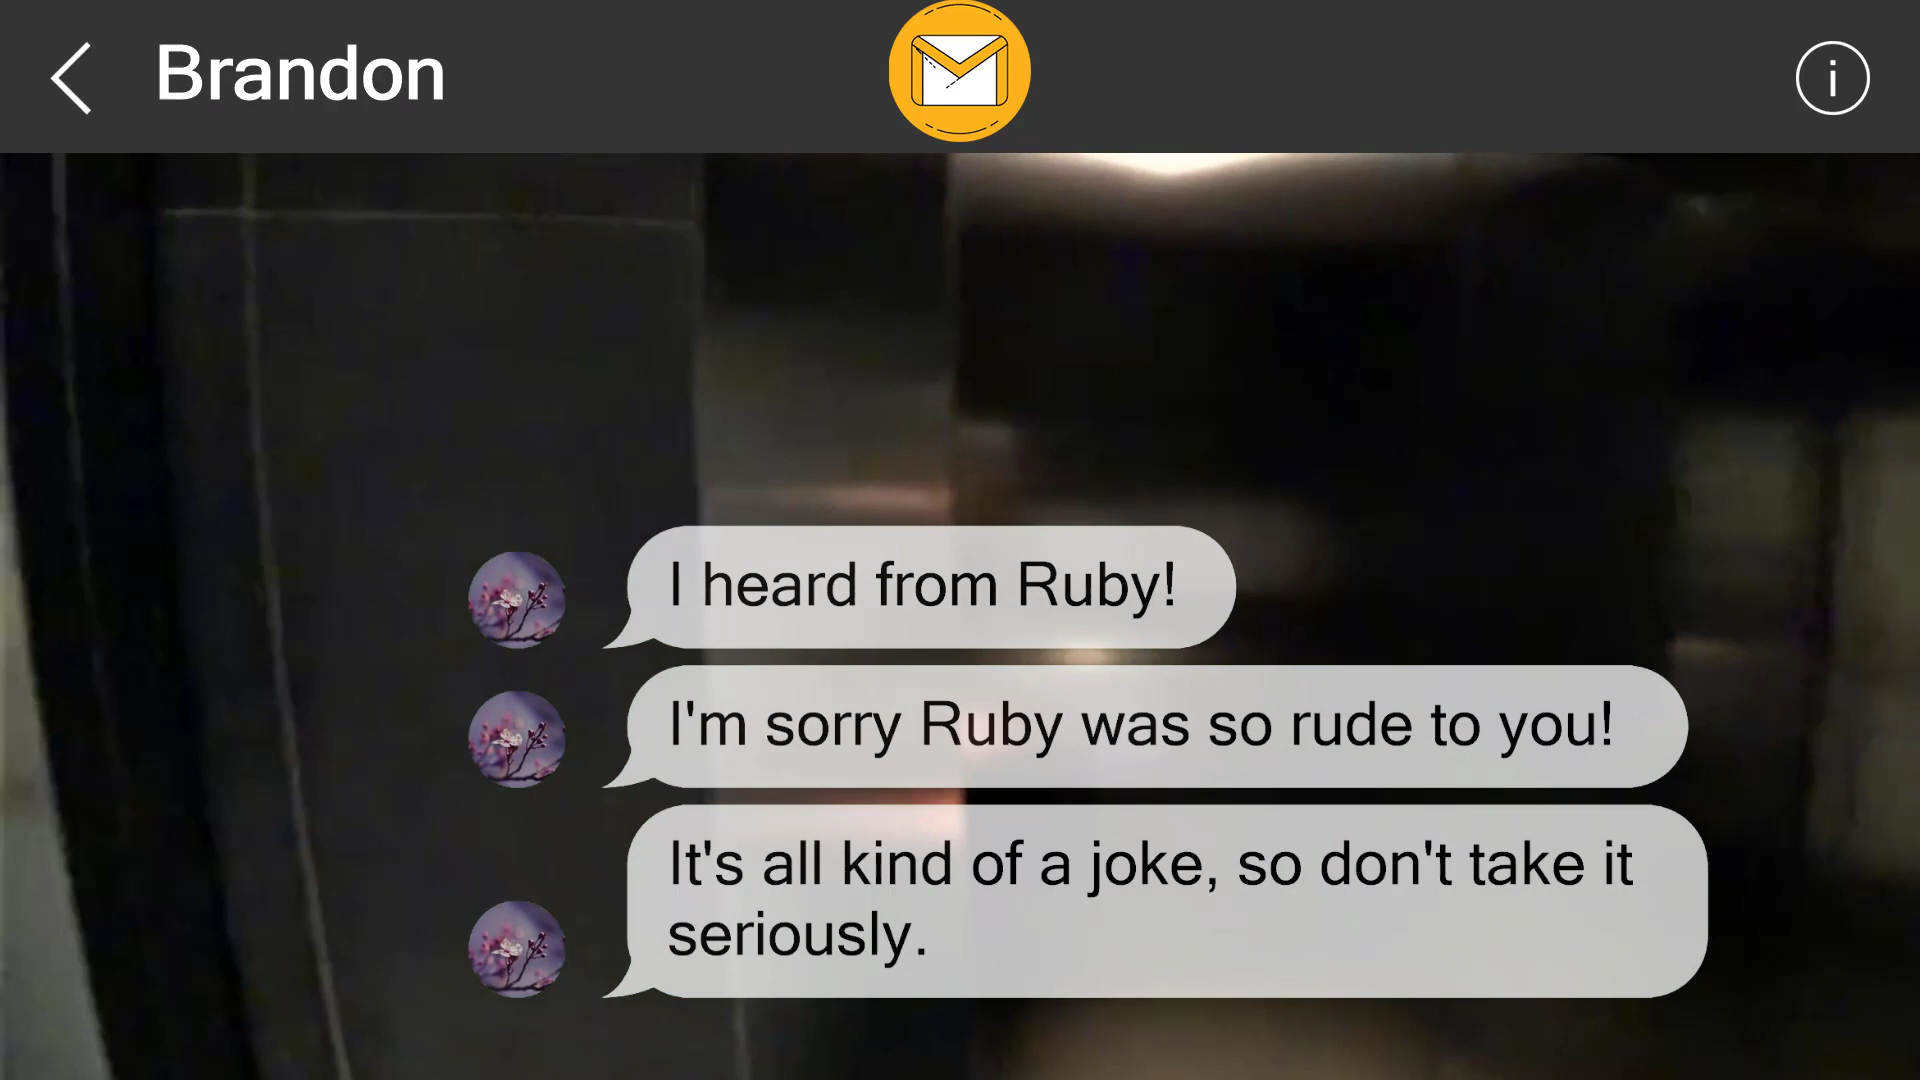 Brandon
I heard from Ruby!
I'm sorry Ruby was so rude to you!
It's all kind of a joke, so don't take it
seriously.